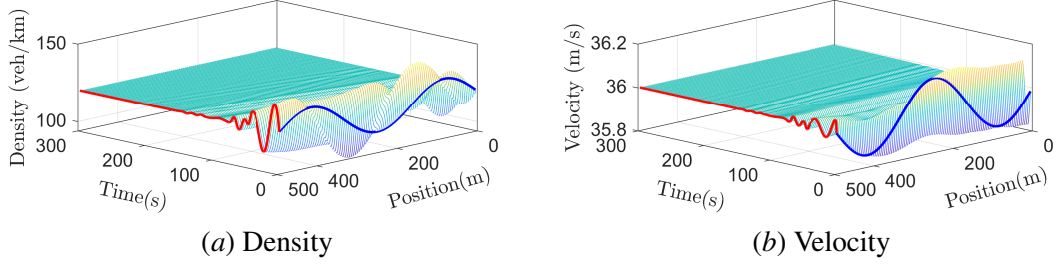 150
100
300
200
100
0
500
400
200
0
Density (veh/km)
Time(s)
Position(m)
36.2
36
35.8
300
200
100
0
500
400
200
0
Velocity (m/s)
Time(s)
Position(m)
(a) Density
(b) Velocity